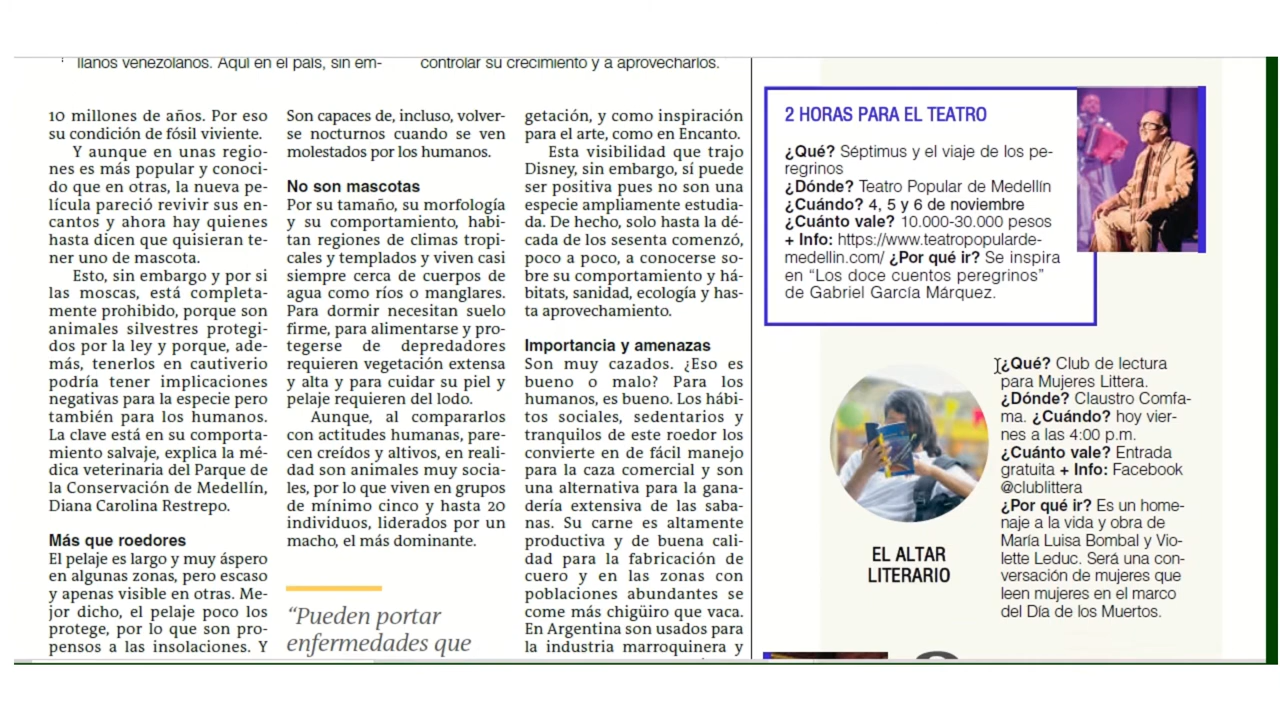 llanos venezolanos. Aquí en el país, sin em-
controlar su crecimiento y a aprovecharlos.
10 millones de años. Por eso
su condición de fósil viviente.
Y aunque en unas regio-
nes es más popular y conoci-
do que en otras, la nueva pe-
lícula pareció revivir sus en-
cantos y ahora hay quienes
hasta dicen que quisieran te-
ner uno de mascota.
Esto, sin embargo y por si
las moscas, está completa-
mente prohibido, porque son
animales silvestres protegi-
dos por la ley y porque, ade-
más, tenerlos en cautiverio
podría tener implicaciones
negativas para la especie pero
también para los humanos.
La clave está en su comporta-
miento salvaje, explica la mé-
dica veterinaria del Parque de
la Conservación de Medellín,
Diana Carolina Restrepo.
Más que roedores
El pelaje es largo y muy áspero
en algunas zonas, pero escaso
y apenas visible en otras. Me-
jor dicho, el pelaje poco los
protege, por lo que son pro-
pensos a las insolaciones. Y
Son capaces de, incluso, volver-
se nocturnos cuando se ven
molestados por los humanos.
No son mascotas
Por su tamaño, su morfología
y su comportamiento, habi-
tan regiones de climas tropi-
cales y templados y viven casi
siempre cerca de cuerpos de
agua como ríos o manglares.
Para dormir necesitan suelo
firme, para alimentarse y pro-
tegerse de depredadores
requieren vegetación extensa
y alta y para cuidar su piel y
pelaje requieren del lodo.
Aunque, al compararlos
con actitudes humanas, pare-
cen creídos y altivos, en reali-
dad son animales muy socia-
les, por lo que viven en grupos
de mínimo cinco y hasta 20
individuos, liderados por un
macho, el más dominante.
“Pueden portar
enfermedades que
getación, y como inspiración
para el arte, como en Encanto.
Esta visibilidad que trajo
Disney, sin embargo, sí puede
ser positiva pues no son una
especie ampliamente estudia-
da. De hecho, solo hasta la dé-
cada de los sesenta comenzó,
poco a poco, a conocerse so-
bre su comportamiento y há-
bitats, sanidad, ecología y has-
ta aprovechamiento.
Importancia y amenazas
Son muy cazados. ¿Eso es
bueno o malo? Para los
humanos, es bueno. Los hábi-
tos sociales, sedentarios y
tranquilos de este roedor los
convierte en de fácil manejo
para la caza comercial y son
una alternativa para la gana-
dería extensiva de las saba-
nas. Su carne es altamente
productiva y de buena cali-
dad para la fabricación de
cuero y en las zonas con
poblaciones abundantes se
come más chigüiro que vaca.
En Argentina son usados para
la industria marroquinera y
2 HORAS PARA EL TEATRO
¿Qué? Séptimus y el viaje de los pe-
regrinos
¿Dónde? Teatro Popular de Medellín
¿Cuándo? 4, 5 y 6 de noviembre
¿Cuánto vale? 10.000-30.000 pesos
+ Info: https://www.teatropopularde-
medellin.com/ ¿Por qué ir? Se inspira
en “Los doce cuentos peregrinos”
de Gabriel García Márquez.
EL ALTAR
LITERARIO
¿Qué? Club de lectura
para Mujeres Littera.
¿Dónde? Claustro Comfa-
ma. ¿Cuándo? hoy vier-
nes a las 4:00 p.m.
¿Cuánto vale? Entrada
gratuita + Info: Facebook
@clublittera
¿Por qué ir? Es un home-
naje a la vida y obra de
María Luisa Bombal y Vio-
lette Leduc. Será una con-
versación de mujeres que
leen mujeres en el marco
del Día de los Muertos.